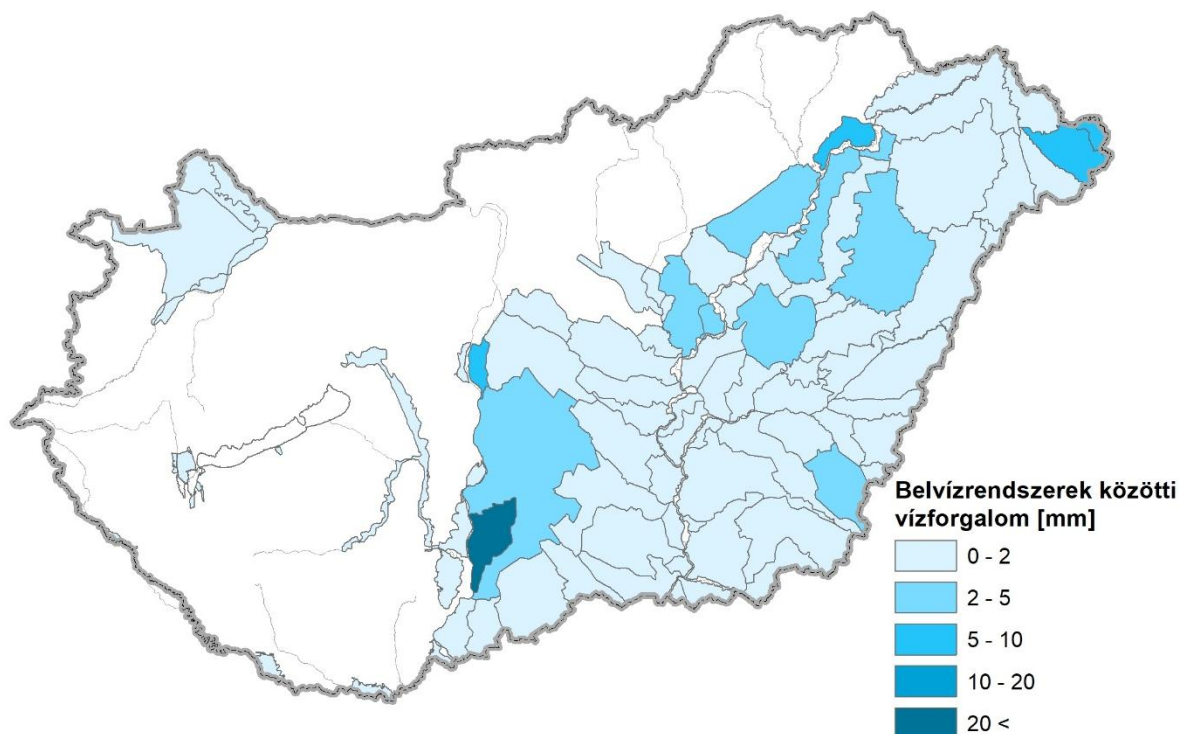 Belvízrendszerek közötti
vízforgalom [mm]
0 - 2
2 - 5
5 - 10
10 - 20
20 <